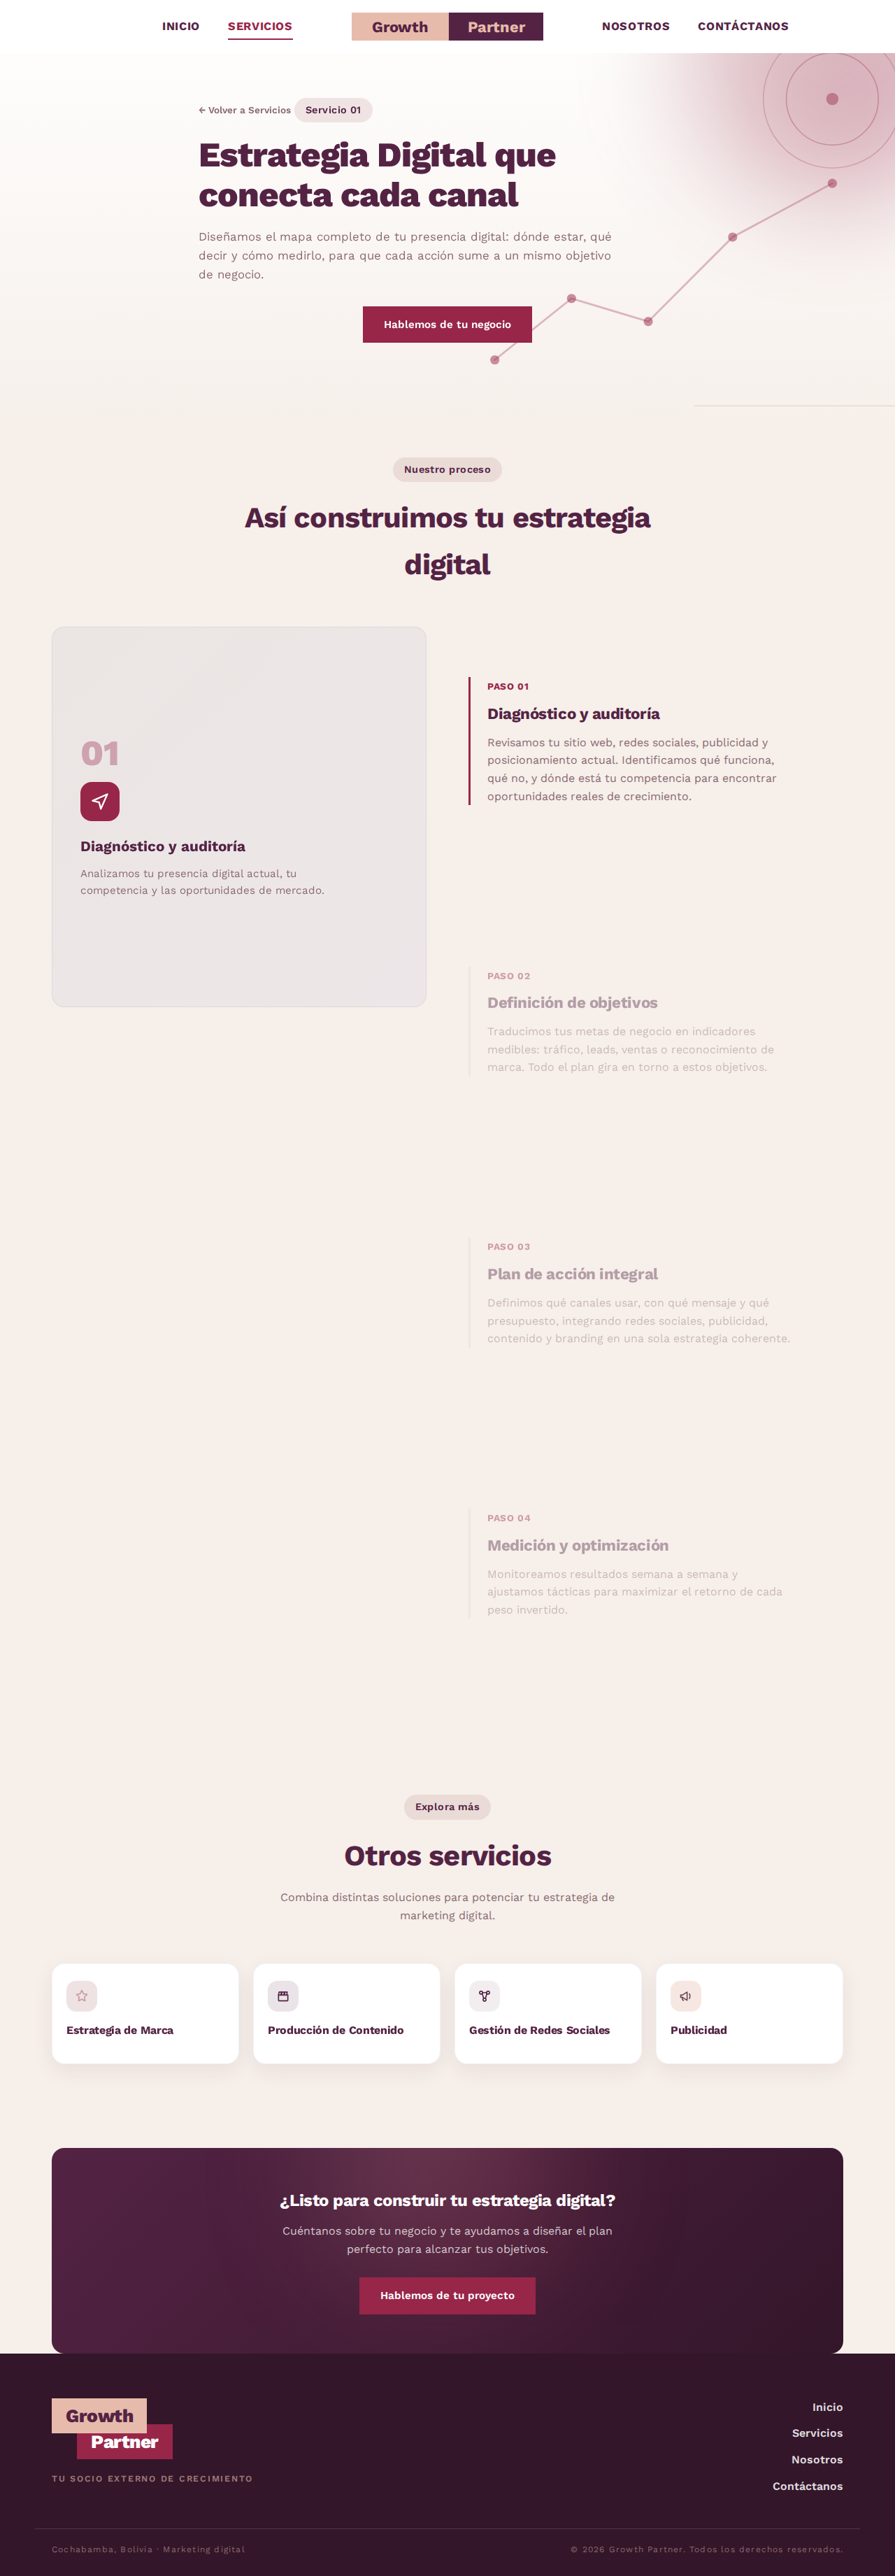 INICIO
SERVICIOS
Growth
Partner
NOSOTROS
CONTÁCTANOS
← Volver a Servicios
Servicio 01
Estrategia Digital que
conecta cada canal
Diseñamos el mapa completo de tu presencia digital: dónde estar, qué
decir y cómo medirlo, para que cada acción sume a un mismo objetivo
de negocio.
Hablemos de tu negocio
Nuestro proceso
Así construimos tu estrategia
digital
01
Diagnóstico y auditoría
Analizamos tu presencia digital actual, tu
competencia y las oportunidades de mercado.
PASO 01
Diagnóstico y auditoría
Revisamos tu sitio web, redes sociales, publicidad y
posicionamiento actual. Identificamos qué funciona,
qué no, y dónde está tu competencia para encontrar
oportunidades reales de crecimiento.
PASO 02
Definición de objetivos
Traducimos tus metas de negocio en indicadores
medibles: tráfico, leads, ventas o reconocimiento de
marca. Todo el plan gira en torno a estos objetivos.
PASO 03
Plan de acción integral
Definimos qué canales usar, con qué mensaje y qué
presupuesto, integrando redes sociales, publicidad,
contenido y branding en una sola estrategia coherente.
PASO 04
Medición y optimización
Monitoreamos resultados semana a semana y
ajustamos tácticas para maximizar el retorno de cada
peso invertido.
Explora más
Otros servicios
Combina distintas soluciones para potenciar tu estrategia de
marketing digital.
Estrategia de Marca
Producción de Contenido
Gestión de Redes Sociales
Publicidad
¿Listo para construir tu estrategia digital?
Cuéntanos sobre tu negocio y te ayudamos a diseñar el plan
perfecto para alcanzar tus objetivos.
Hablemos de tu proyecto
Growth
Partner
TU SOCIO EXTERNO DE CRECIMIENTO
Inicio
Servicios
Nosotros
Contáctanos
Cochabamba, Bolivia · Marketing digital
© 2026 Growth Partner. Todos los derechos reservados.